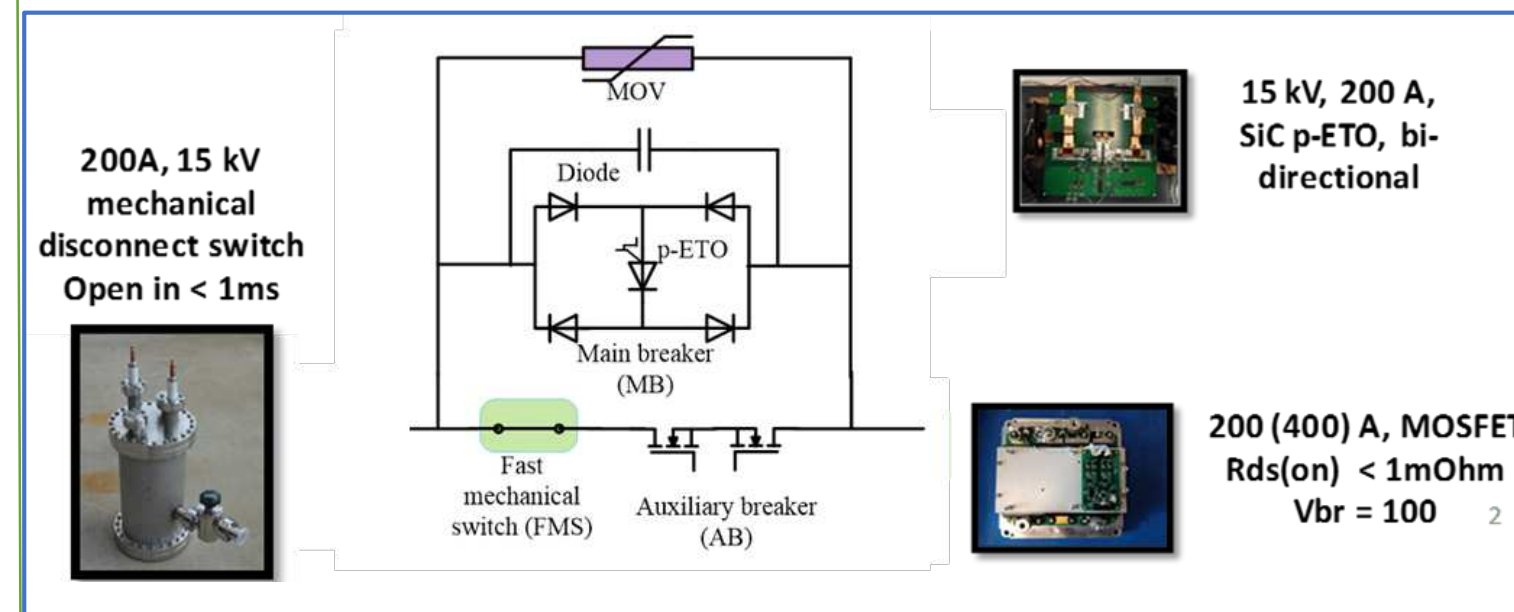 200A, 15 kV
mechanical
disconnect switch
Open in < 1ms
MOV
Diode
p-ETO
Main breaker
(MB)
Fast
mechanical
switch (FMS)
Auxiliary breaker
(AB)
15 kV, 200 A,
SiC p-ETO, bi-
directional
200 (400) A, MOSFET
Rds(on) < 1mOhm
Vbr = 100
2